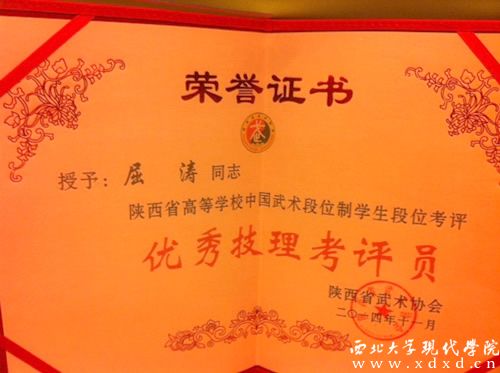 荣誉证书
授予：屈 涛 同志
陕西省高等学校中国武术段位制学生段位考评
优秀技理考评员
陕西省武术协会
二〇一四年十一月
西北大学现代学院
www.xdxd.cn